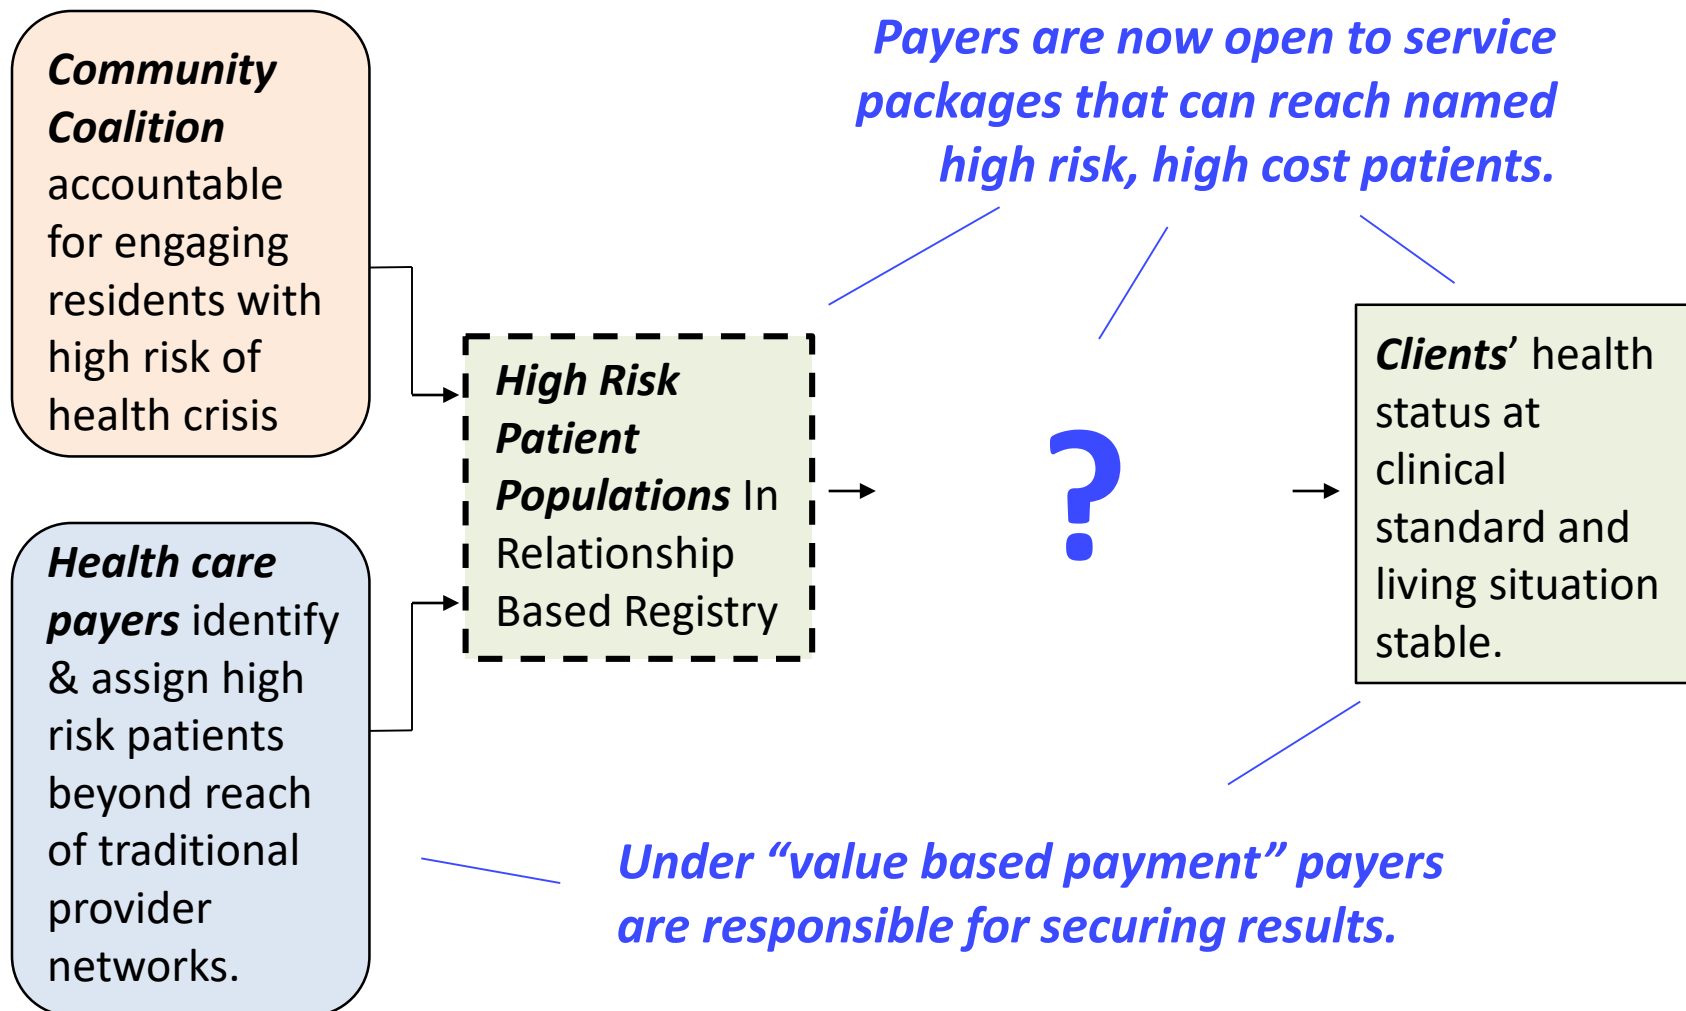 Community
Coalition
accountable
for engaging
residents with
high risk of
health crisis
Health care
payers identify
& assign high
risk patients
beyond reach
of traditional
provider
networks.
High Risk
Patient
Populations In
Relationship
Based Registry
Payers are now open to service
packages that can reach named
high risk, high cost patients.
?
Clients’ health
status at
clinical
standard and
living situation
stable.
Under “value based payment” payers
are responsible for securing results.